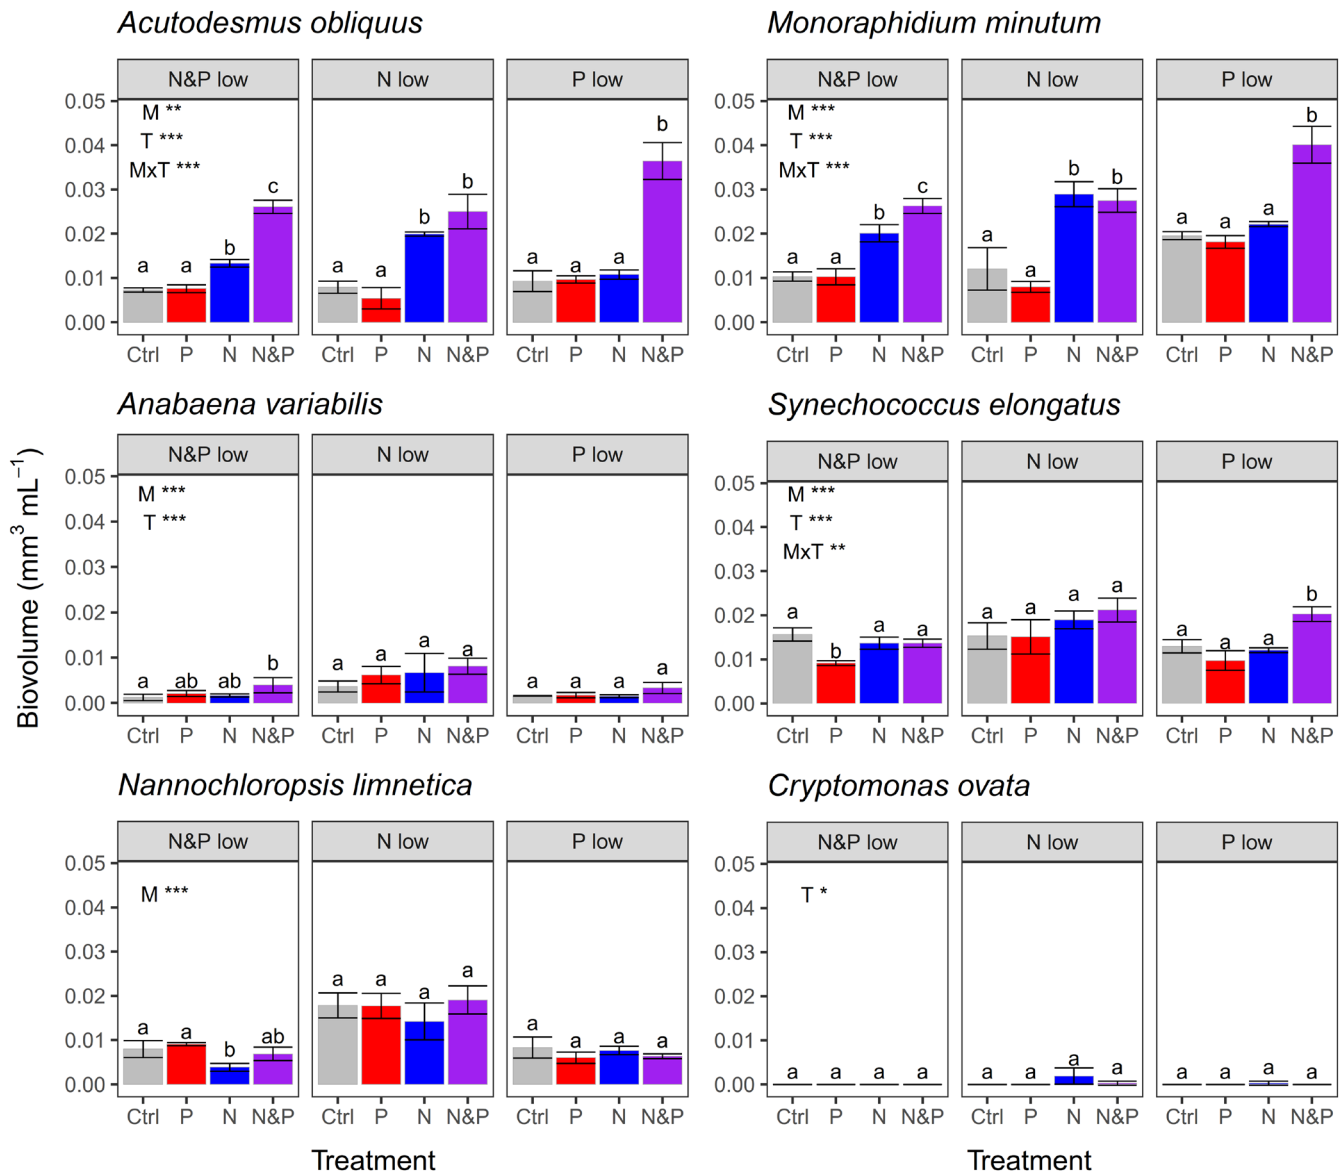 Acutodesmus obliquus
N&P low N low P low
0.05
0.04
0.03
0.02
0.01
0.00
M **
T ***
MxT ***
a a b c
a a b b
a a a b
Ctrl P N N&P Ctrl P N N&P Ctrl P N N&P
Monoraphidium minutum
N&P low N low P low
0.05
0.04
0.03
0.02
0.01
0.00
M ***
T ***
MxT ***
a a b c
a a b b
a a a b
Ctrl P N N&P Ctrl P N N&P Ctrl P N N&P
Biovolume (mm³ mL⁻¹)
Anabaena variabilis
N&P low N low P low
0.05
0.04
0.03
0.02
0.01
0.00
M ***
T ***
a ab ab b
a a a a
a a a a
Ctrl P N N&P Ctrl P N N&P Ctrl P N N&P
Synechococcus elongatus
N&P low N low P low
0.05
0.04
0.03
0.02
0.01
0.00
M ***
T ***
MxT **
a b a a
a a a a
a a a b
Ctrl P N N&P Ctrl P N N&P Ctrl P N N&P
Nannochloropsis limnetica
N&P low N low P low
0.05
0.04
0.03
0.02
0.01
0.00
M ***
a a b ab
a a a a
a a a a
Ctrl P N N&P Ctrl P N N&P Ctrl P N N&P
Treatment
Cryptomonas ovata
N&P low N low P low
0.05
0.04
0.03
0.02
0.01
0.00
T *
a a a a
a a a a
a a a a
Ctrl P N N&P Ctrl P N N&P Ctrl P N N&P
Treatment